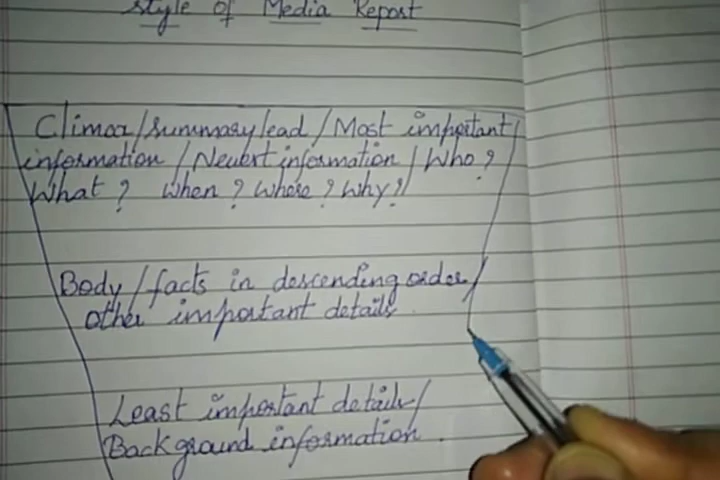 Style of Media Report
Climax/Summary lead/Most important
information/Newest information/Who?
What? When? Where? Why?/
Body/facts in descending order/
other important details.
Least important details/
Background information.